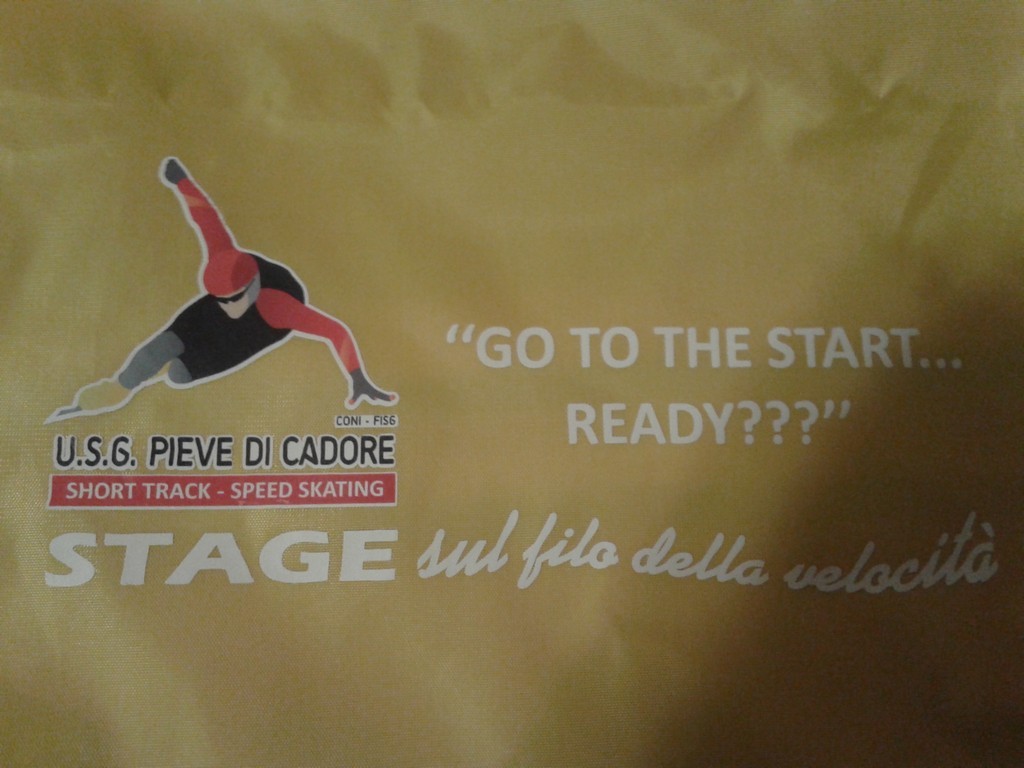 CONI - FISG
U.S.G. PIEVE DI CADORE
SHORT TRACK - SPEED SKATING
"GO TO THE START...
READY???"
STAGE sul filo della velocità